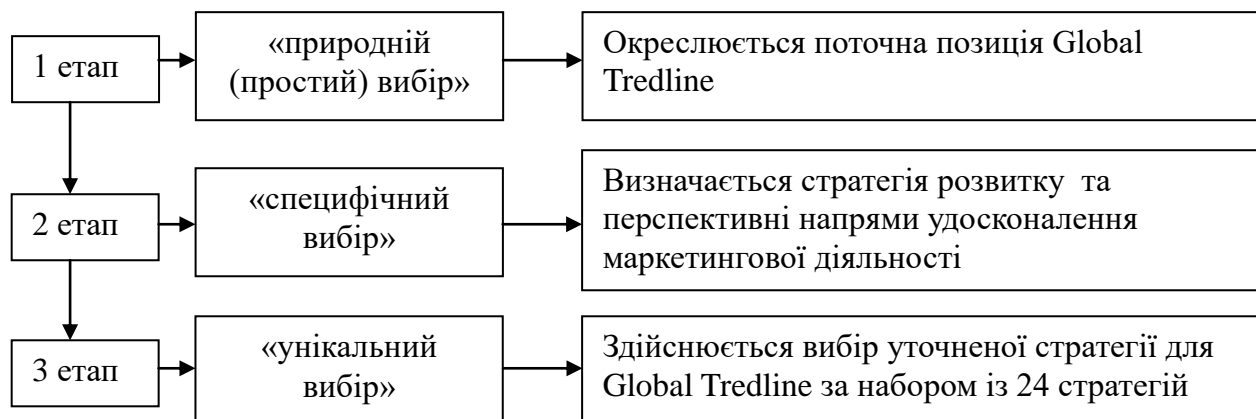 1 етап
«природній
(простий) вибір»
Окреслюється поточна позиція Global
Tredline
2 етап
«специфічний
вибір»
Визначається стратегія розвитку та
перспективні напрями удосконалення
маркетингової діяльності
3 етап
«унікальний
вибір»
Здійснюється вибір уточненої стратегії для
Global Tredline за набором із 24 стратегій